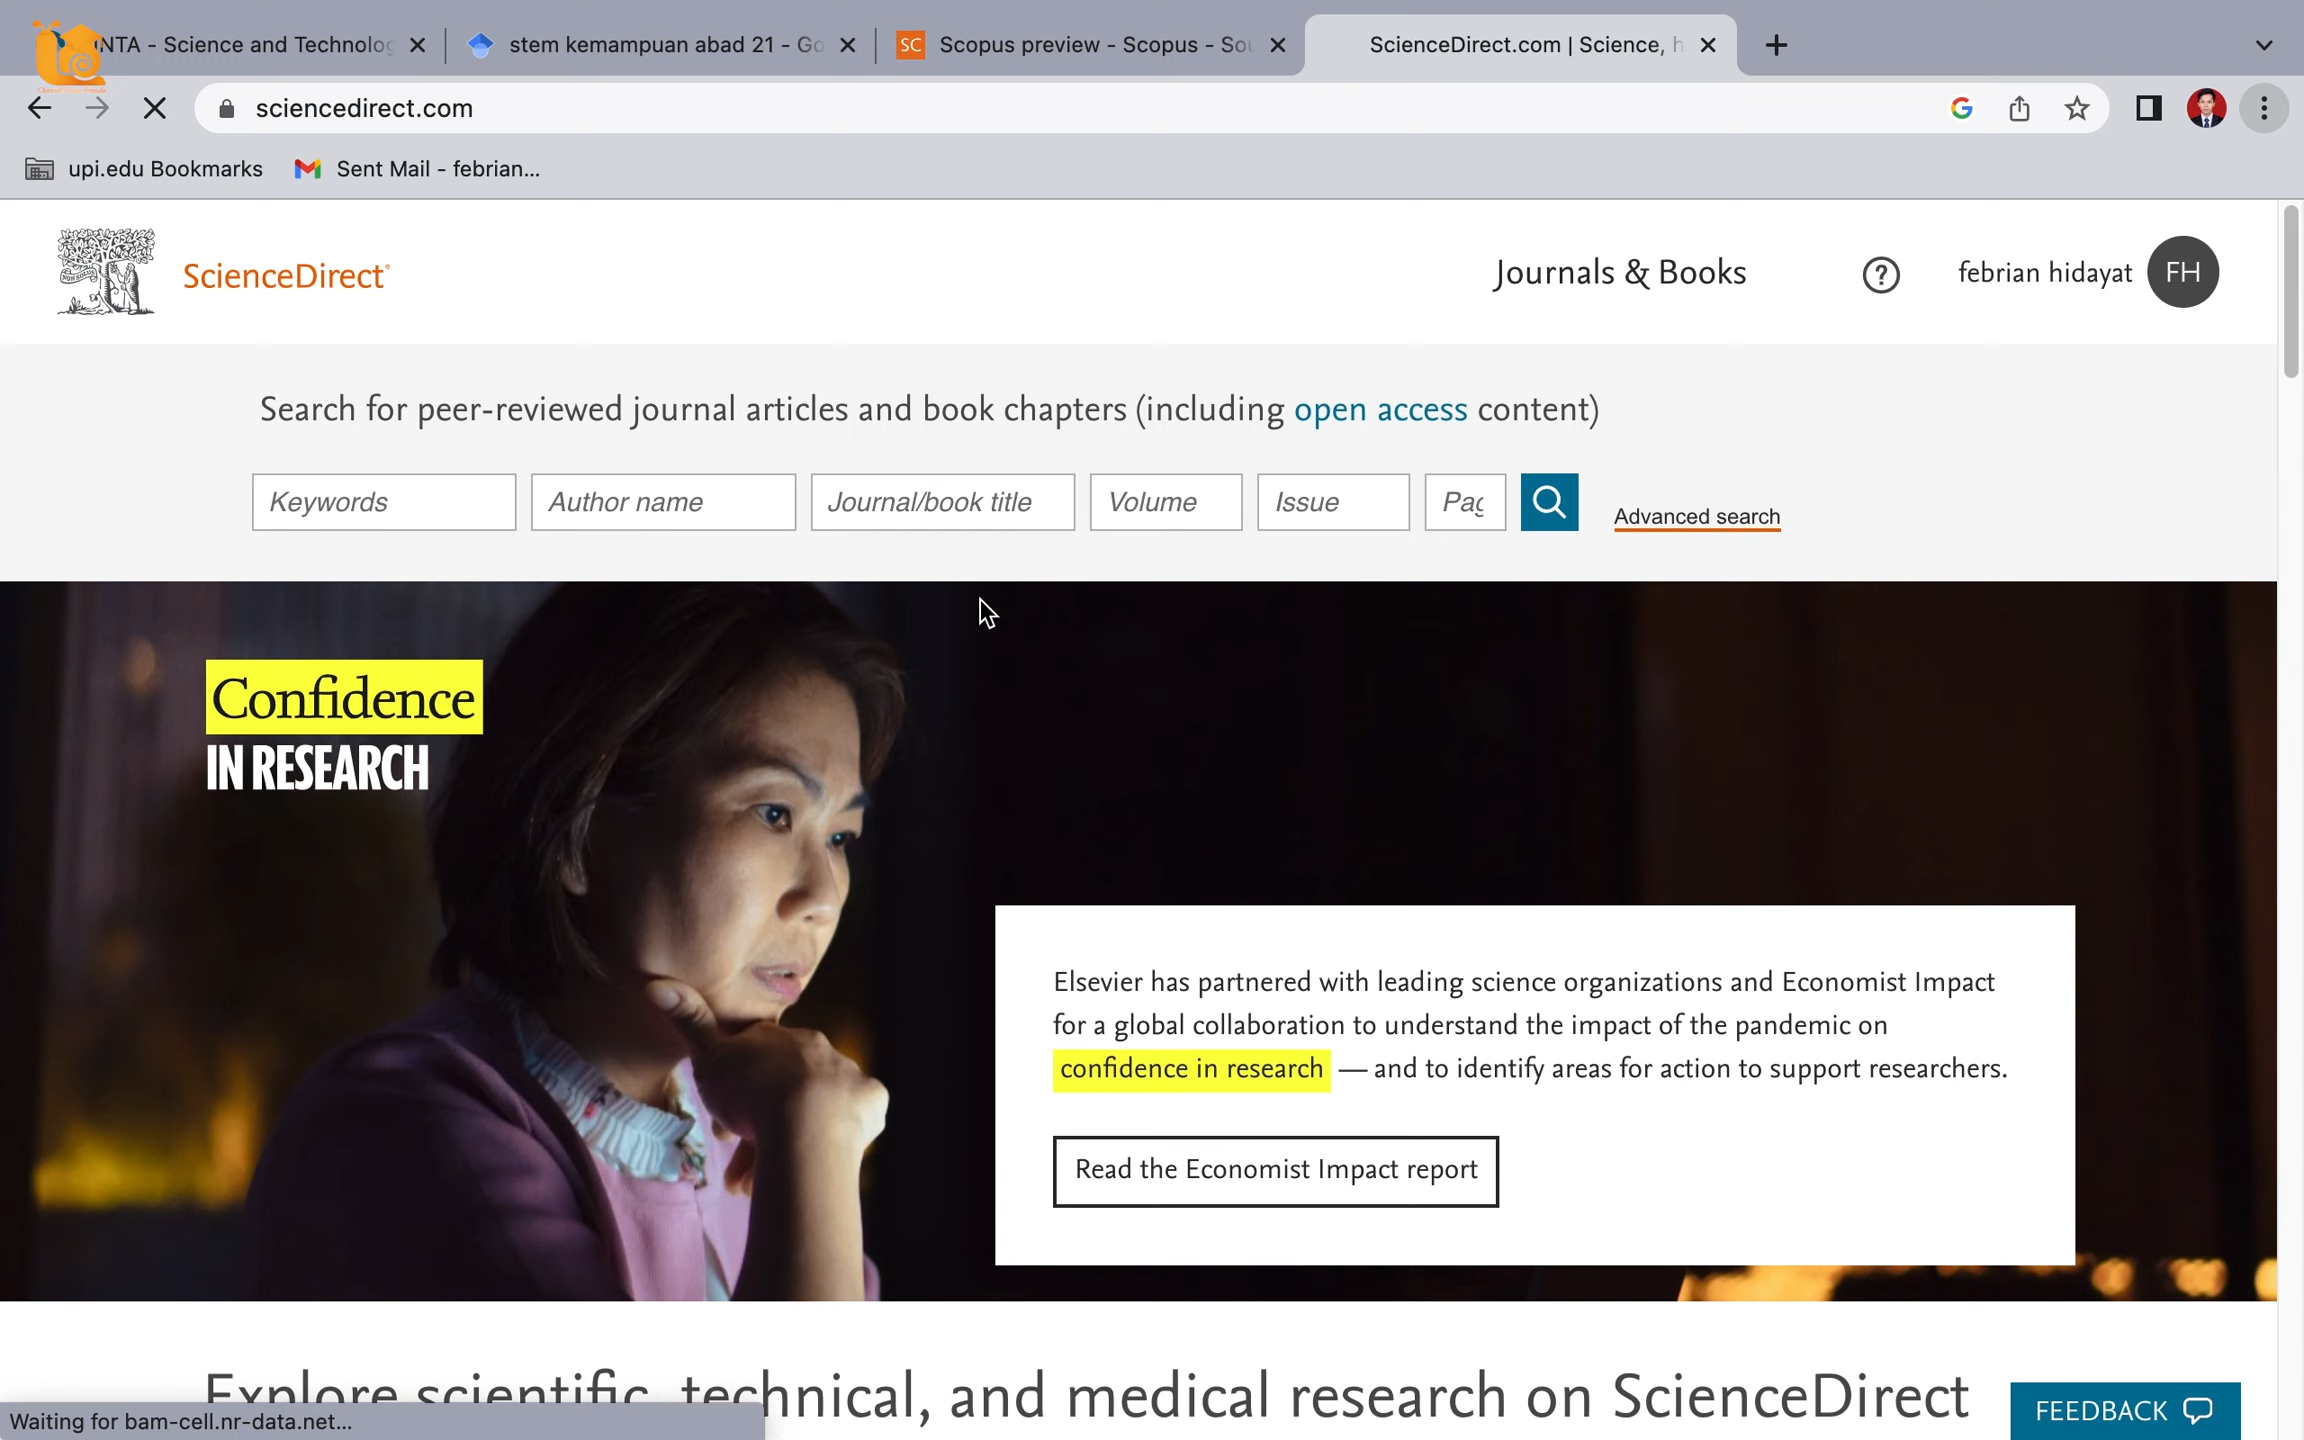 NTA - Science and Technolog
stem kemampuan abad 21 - Go
SC
Scopus preview - Scopus - Sou
ScienceDirect.com | Science, h
sciencedirect.com
upi.edu Bookmarks
Sent Mail - febrian...
ScienceDirect
Journals & Books
?
febrian hidayat
FH
Search for peer-reviewed journal articles and book chapters (including open access content)
Keywords
Author name
Journal/book title
Volume
Issue
Pag
Advanced search
Confidence
IN RESEARCH
Elsevier has partnered with leading science organizations and Economist Impact
for a global collaboration to understand the impact of the pandemic on
confidence in research — and to identify areas for action to support researchers.
Read the Economist Impact report
Explore scientific, technical, and medical research on ScienceDirect
FEEDBACK
Waiting for bam-cell.nr-data.net...